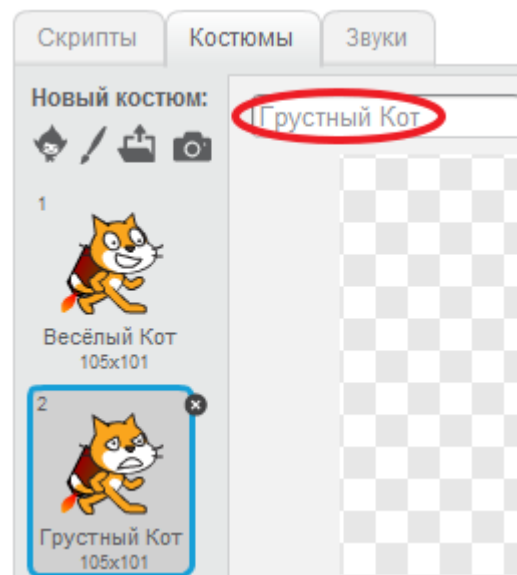 Скрипты Костюмы Звуки
Новый костюм:
Грустный Кот
1
Весёлый Кот
105x101
2
Грустный Кот
105x101